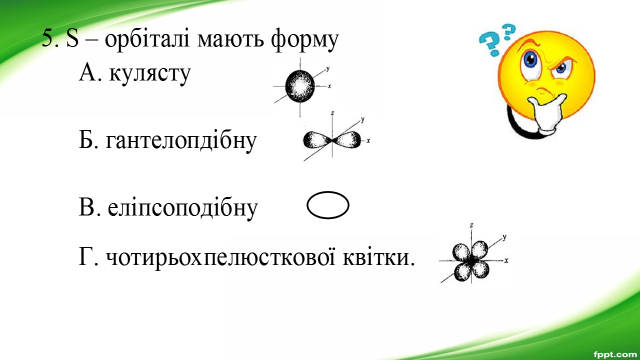 5. S – орбіталі мають форму
А. кулясту
y
x
Б. гантелопдібну
z
y
x
В. еліпсоподібну
Г. чотирьохпелюсткової квітки.
z
y
x
? ? ?
fppt.com